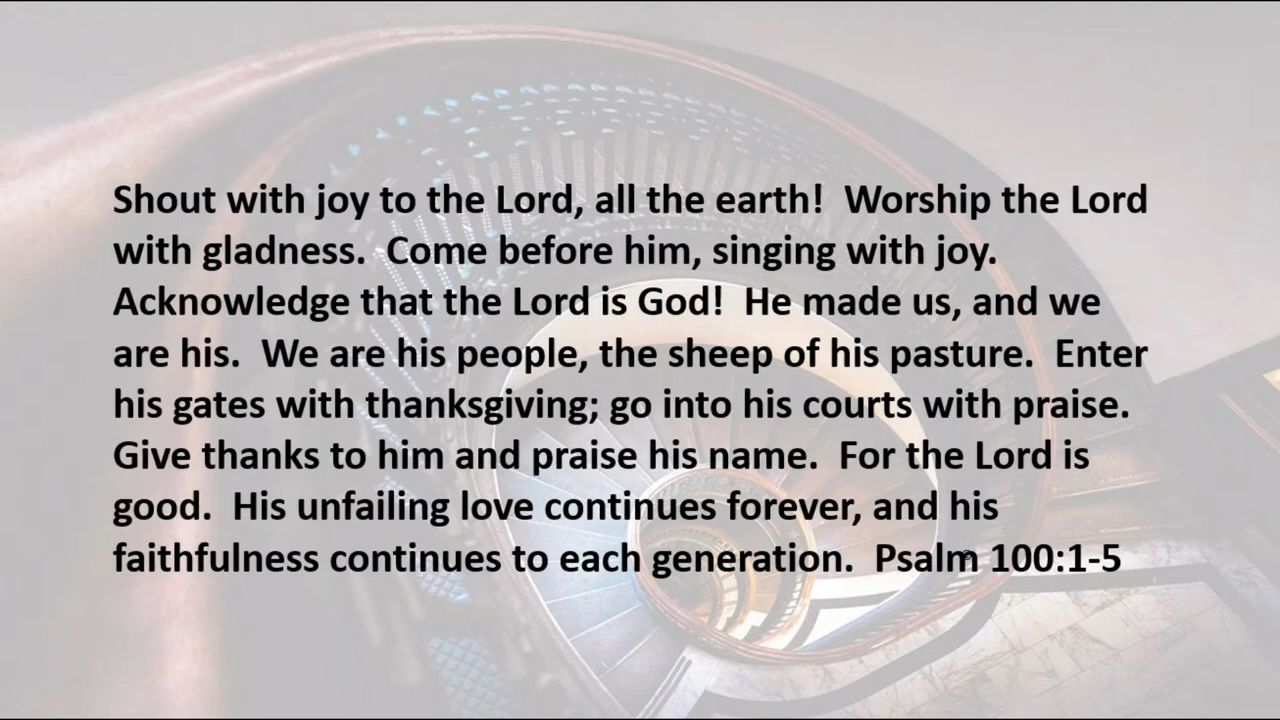 Shout with joy to the Lord, all the earth!  Worship the Lord
with gladness.  Come before him, singing with joy.
Acknowledge that the Lord is God!  He made us, and we
are his.  We are his people, the sheep of his pasture.  Enter
his gates with thanksgiving; go into his courts with praise.
Give thanks to him and praise his name.  For the Lord is
good.  His unfailing love continues forever, and his
faithfulness continues to each generation.  Psalm 100:1-5